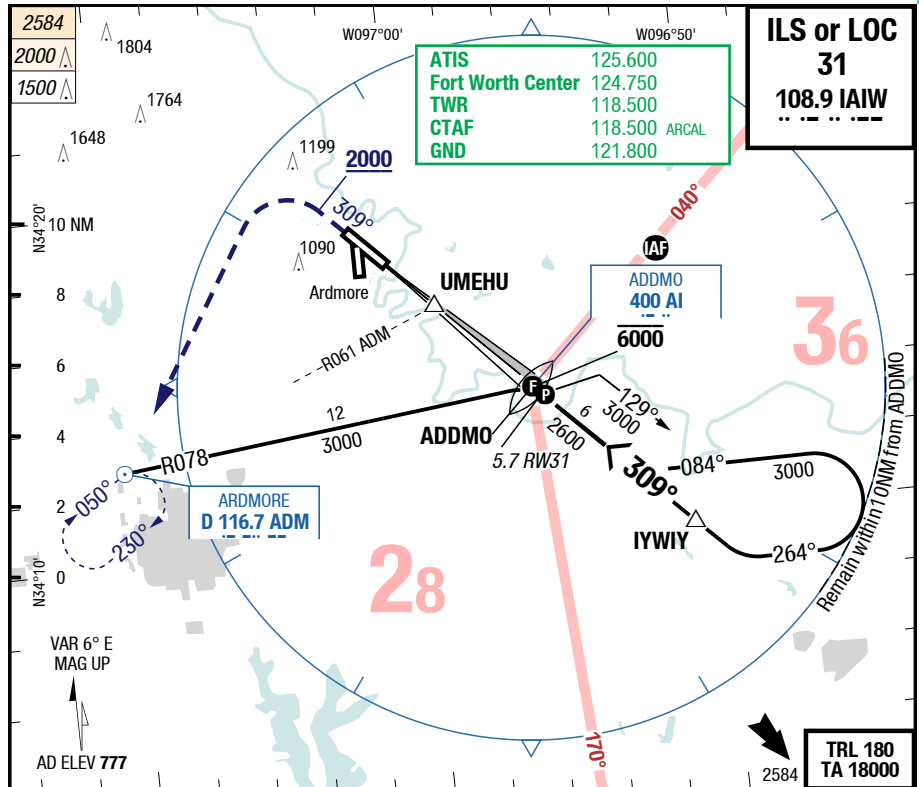 2584
2000
1500
1804
1764
1648
1199
1090
W097°00'
W096°50'
ATIS 125.600
Fort Worth Center 124.750
TWR 118.500
CTAF 118.500 ARCAL
GND 121.800
ILS or LOC
31
108.9 IAIW
N34°20'
10 NM
8
6
4
2
0
N34°10'
2000
309°
Ardmore
UMEHU
R061 ADM
040°
IAF
ADDMO
400 AI
6000
36
F
P
129°
3000
6
2600
ADDMO
5.7 RW31
12
3000
R078
309°
084°
3000
264°
IYWIY
Remain within 10NM from ADDMO
050°
230°
ARDMORE
D 116.7 ADM
28
170°
VAR 6° E
MAG UP
AD ELEV 777
2584
TRL 180
TA 18000